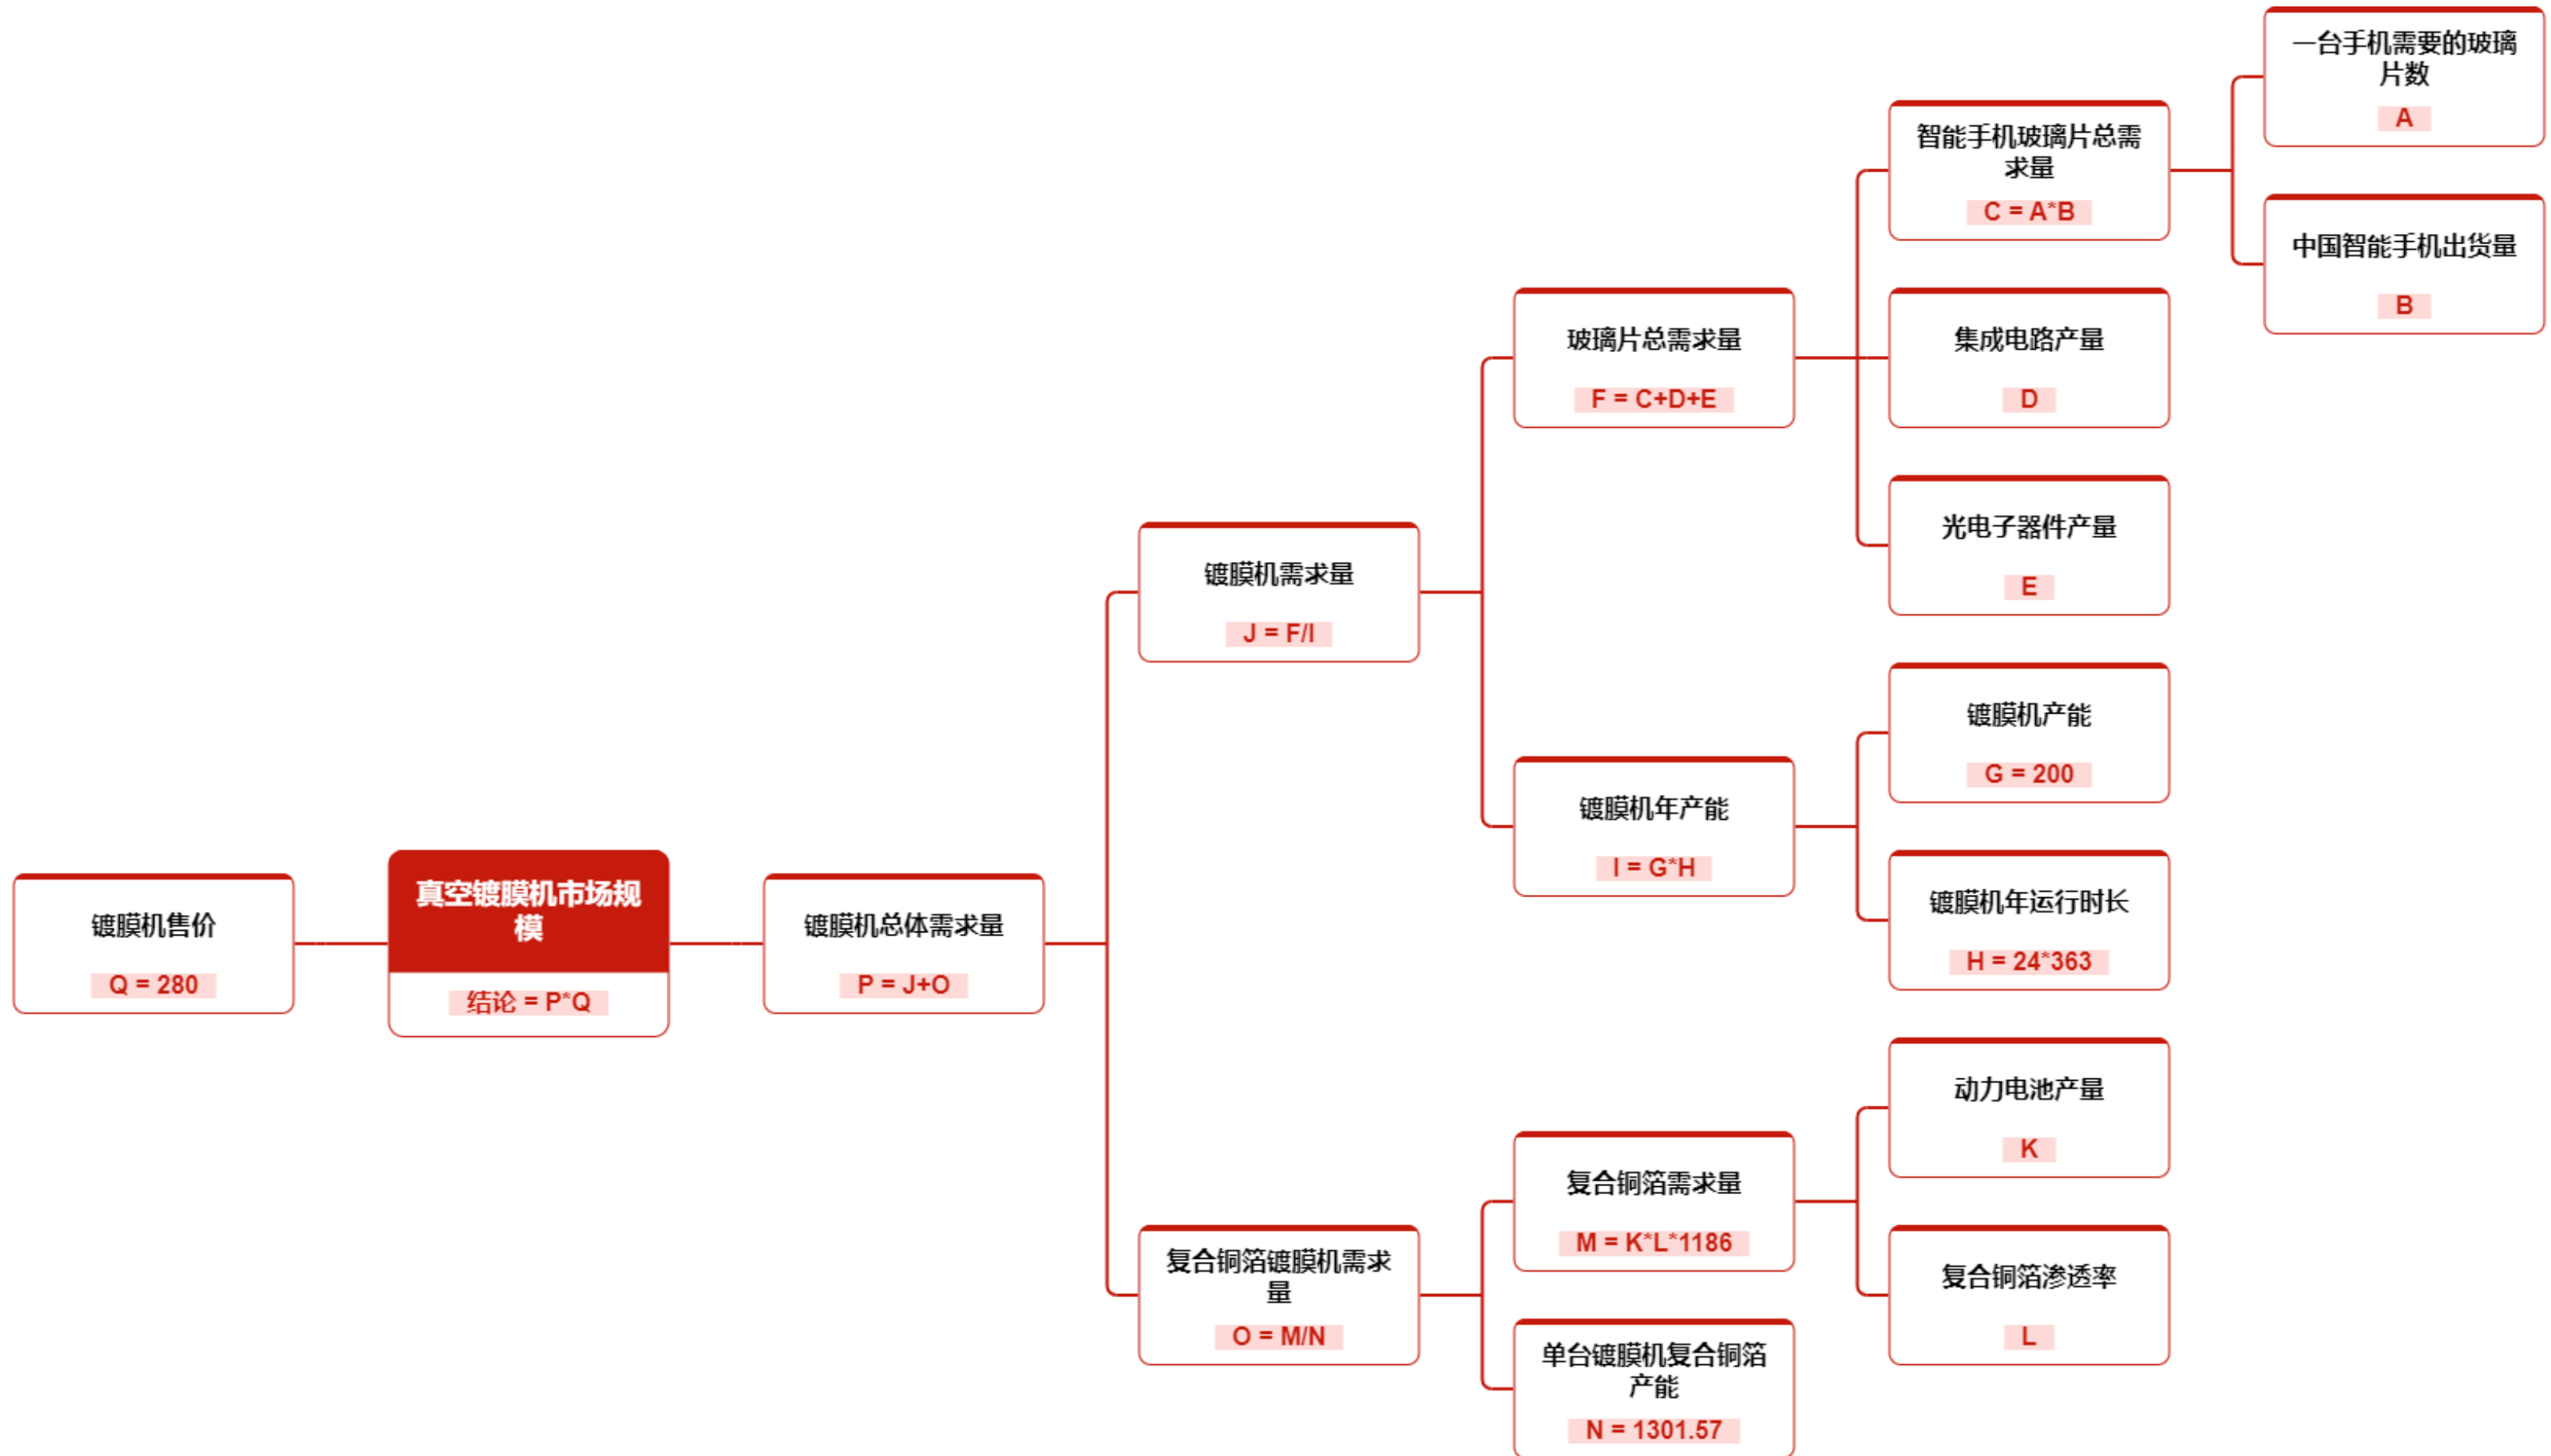 镀膜机售价
Q = 280
真空镀膜机市场规
模
结论 = P*Q
镀膜机总体需求量
P = J+O
镀膜机需求量
J = F/I
玻璃片总需求量
F = C+D+E
智能手机玻璃片总需
求量
C = A*B
一台手机需要的玻璃
片数
A
中国智能手机出货量
B
集成电路产量
D
光电子器件产量
E
镀膜机年产能
I = G*H
镀膜机产能
G = 200
镀膜机年运行时长
H = 24*363
复合铜箔镀膜机需求
量
O = M/N
复合铜箔需求量
M = K*L*1186
动力电池产量
K
复合铜箔渗透率
L
单台镀膜机复合铜箔
产能
N = 1301.57